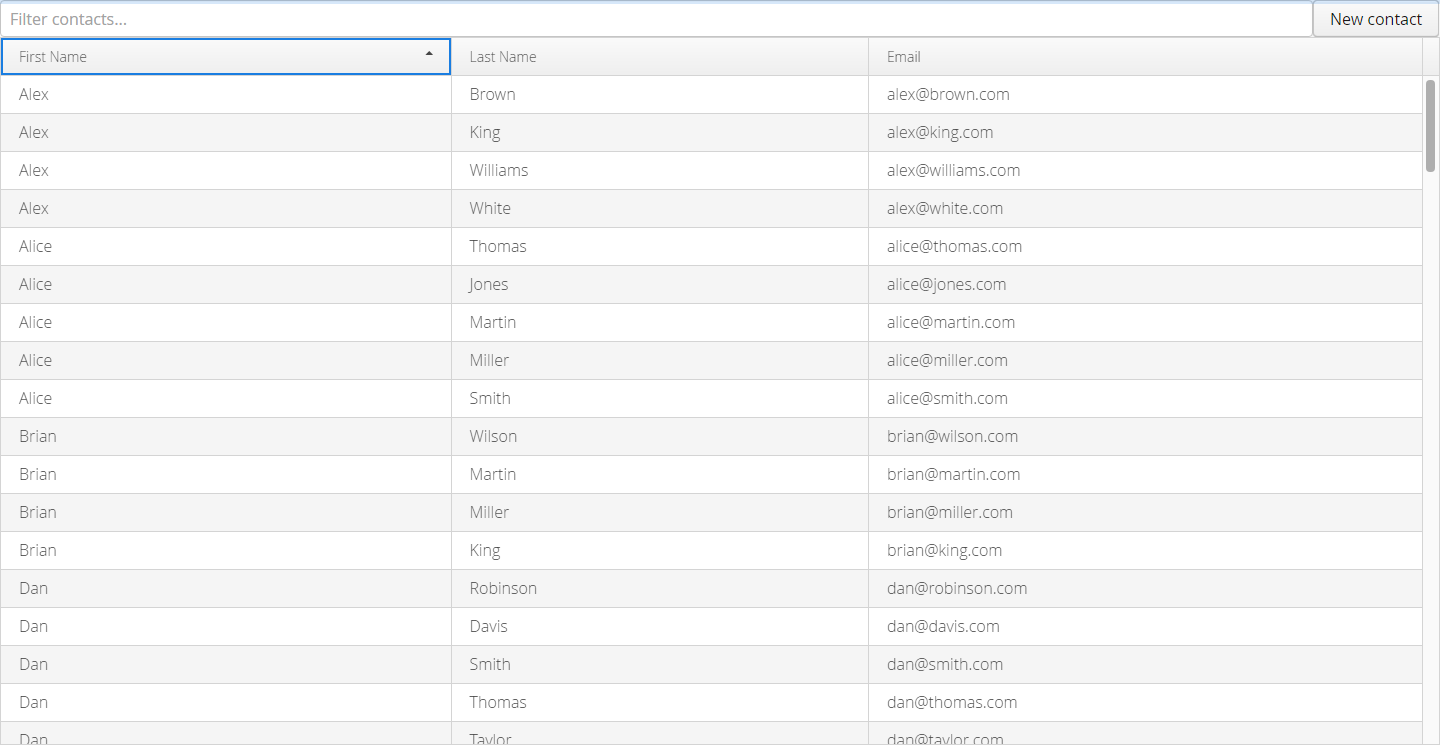 Filter contacts... New contact
First Name Last Name Email
Alex Brown alex@brown.com
Alex King alex@king.com
Alex Williams alex@williams.com
Alex White alex@white.com
Alice Thomas alice@thomas.com
Alice Jones alice@jones.com
Alice Martin alice@martin.com
Alice Miller alice@miller.com
Alice Smith alice@smith.com
Brian Wilson brian@wilson.com
Brian Martin brian@martin.com
Brian Miller brian@miller.com
Brian King brian@king.com
Dan Robinson dan@robinson.com
Dan Davis dan@davis.com
Dan Smith dan@smith.com
Dan Thomas dan@thomas.com
Dan Taylor dan@taylor.com